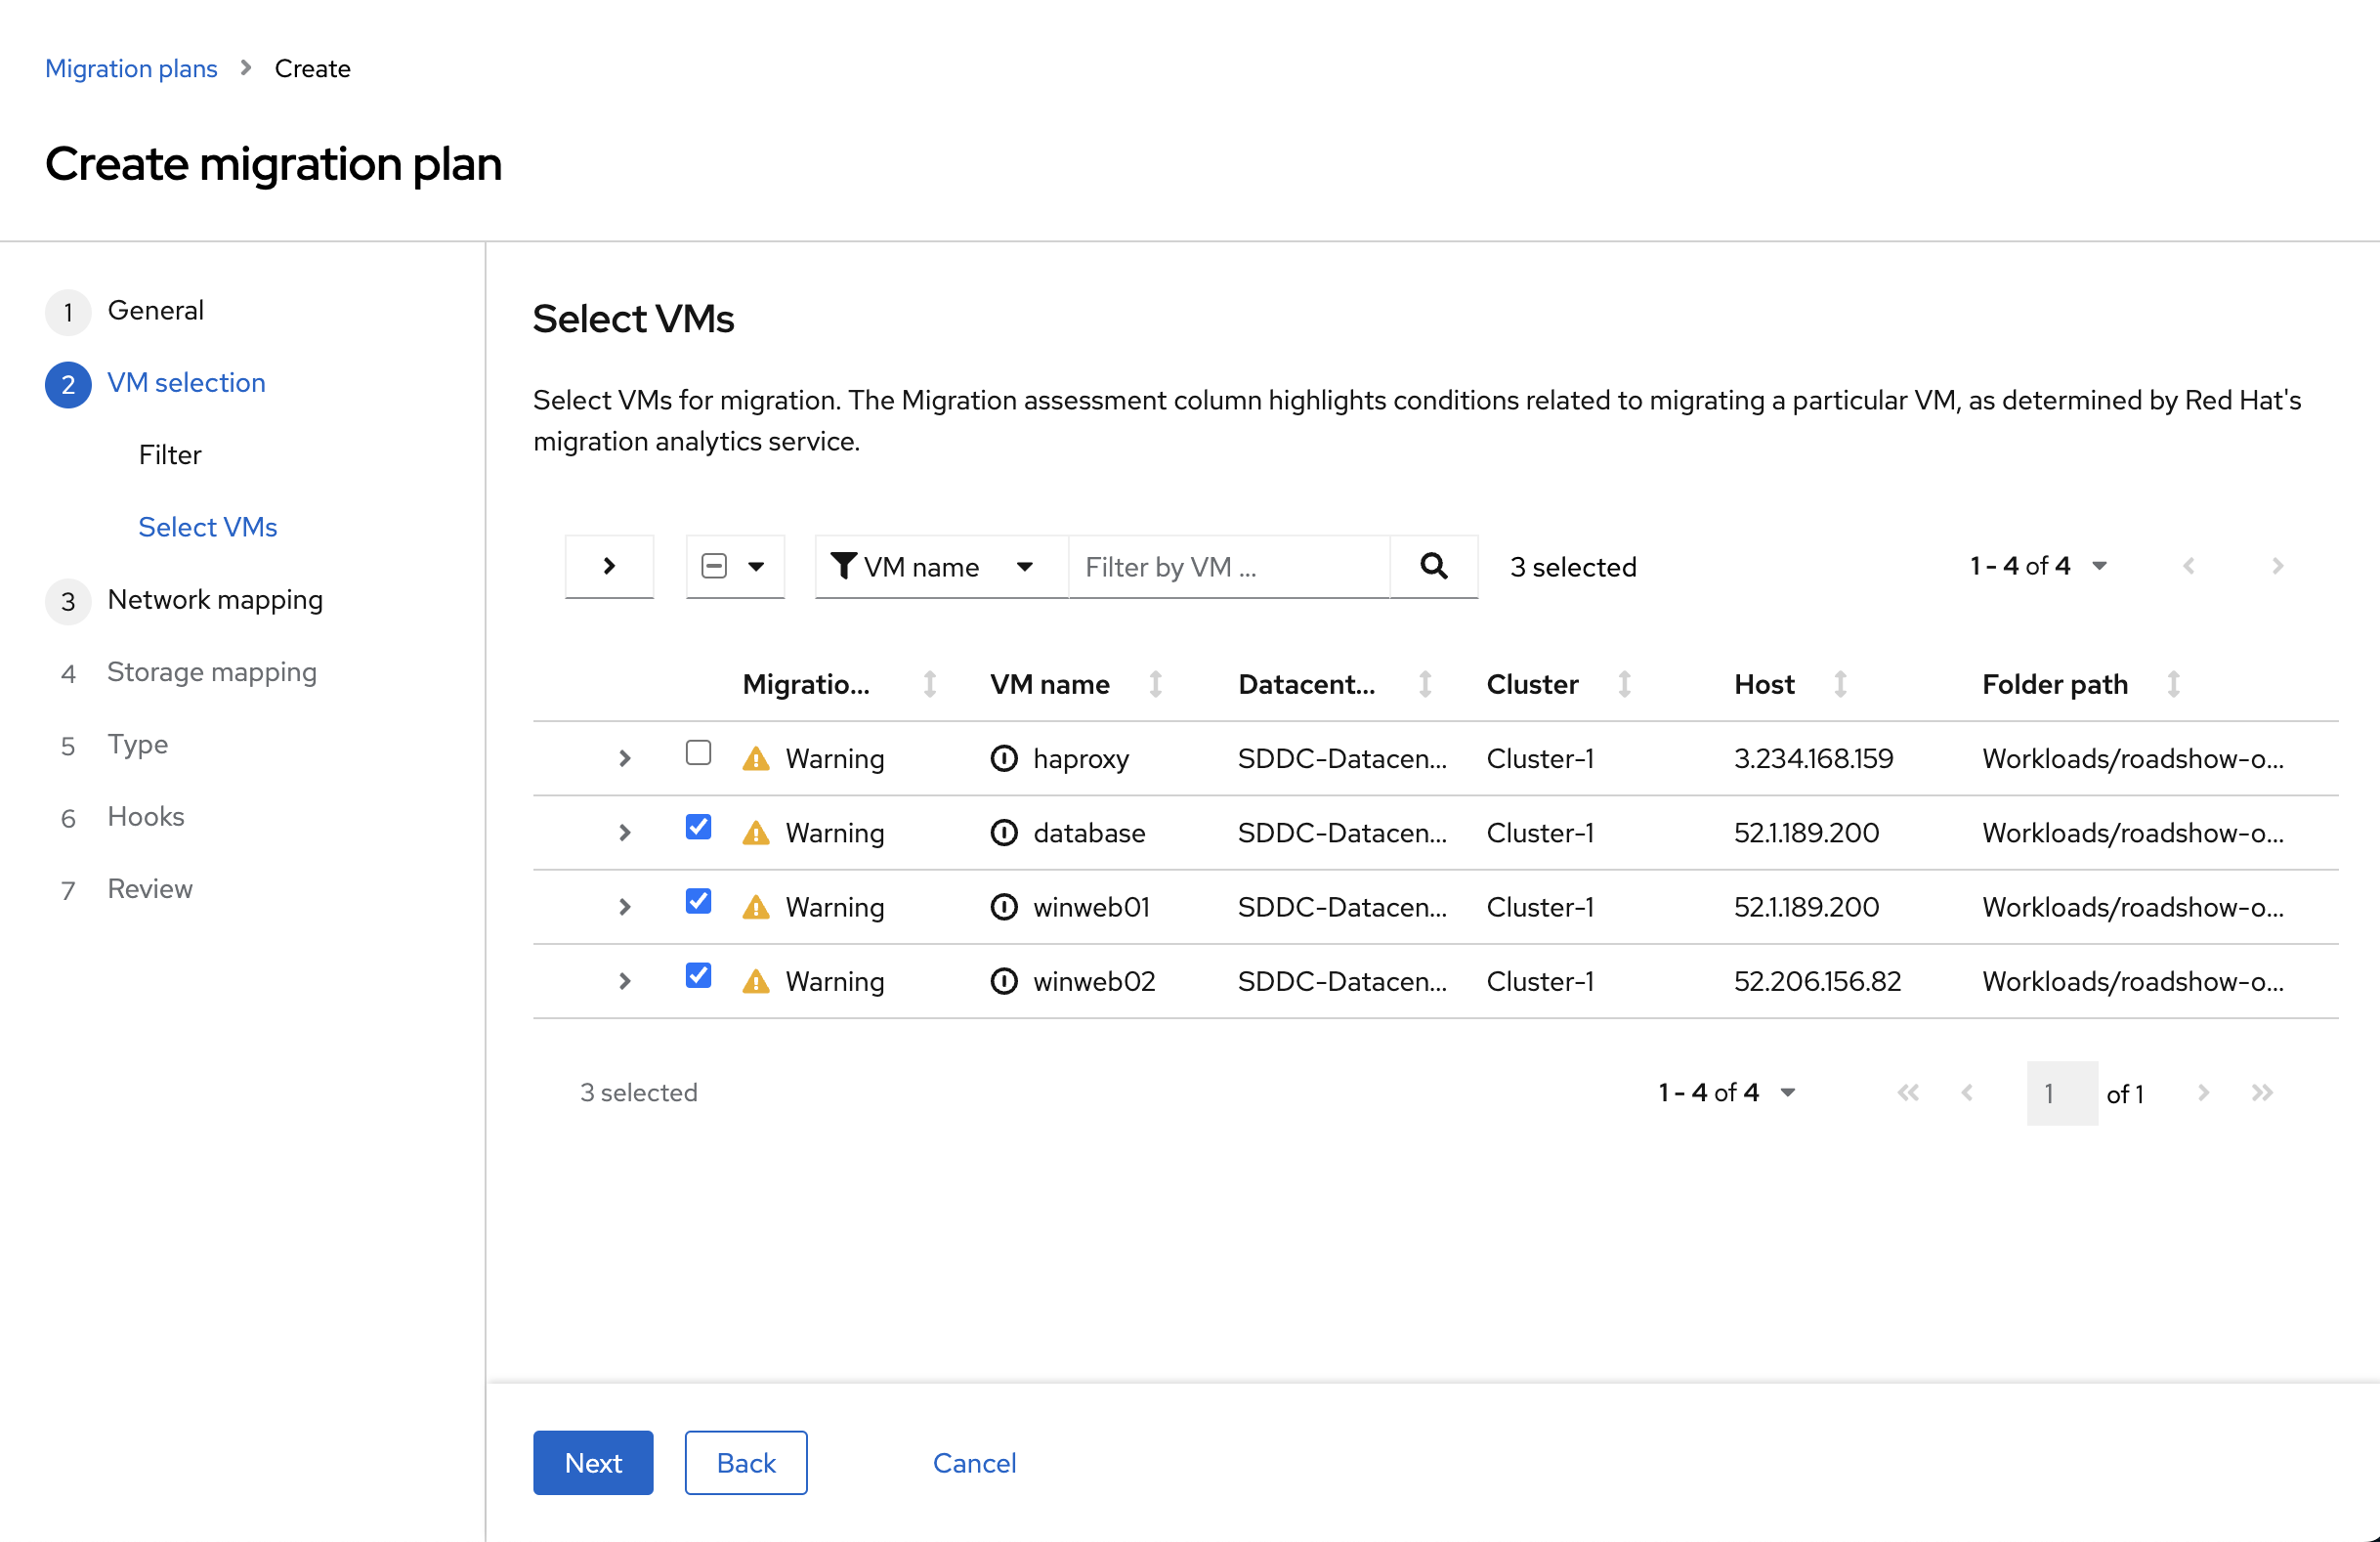 Migration plans > Create
Create migration plan
1 General
2 VM selection
Filter
Select VMs
3 Network mapping
4 Storage mapping
5 Type
6 Hooks
7 Review
Select VMs
Select VMs for migration. The Migration assessment column highlights conditions related to migrating a particular VM, as determined by Red Hat's
migration analytics service.
VM name Filter by VM ... 3 selected 1 - 4 of 4
Migratio... VM name Datacent... Cluster Host Folder path
Warning haproxy SDDC-Datacen... Cluster-1 3.234.168.159 Workloads/roadshow-o...
Warning database SDDC-Datacen... Cluster-1 52.1.189.200 Workloads/roadshow-o...
Warning winweb01 SDDC-Datacen... Cluster-1 52.1.189.200 Workloads/roadshow-o...
Warning winweb02 SDDC-Datacen... Cluster-1 52.206.156.82 Workloads/roadshow-o...
3 selected 1 - 4 of 4 1 of 1
Next Back Cancel